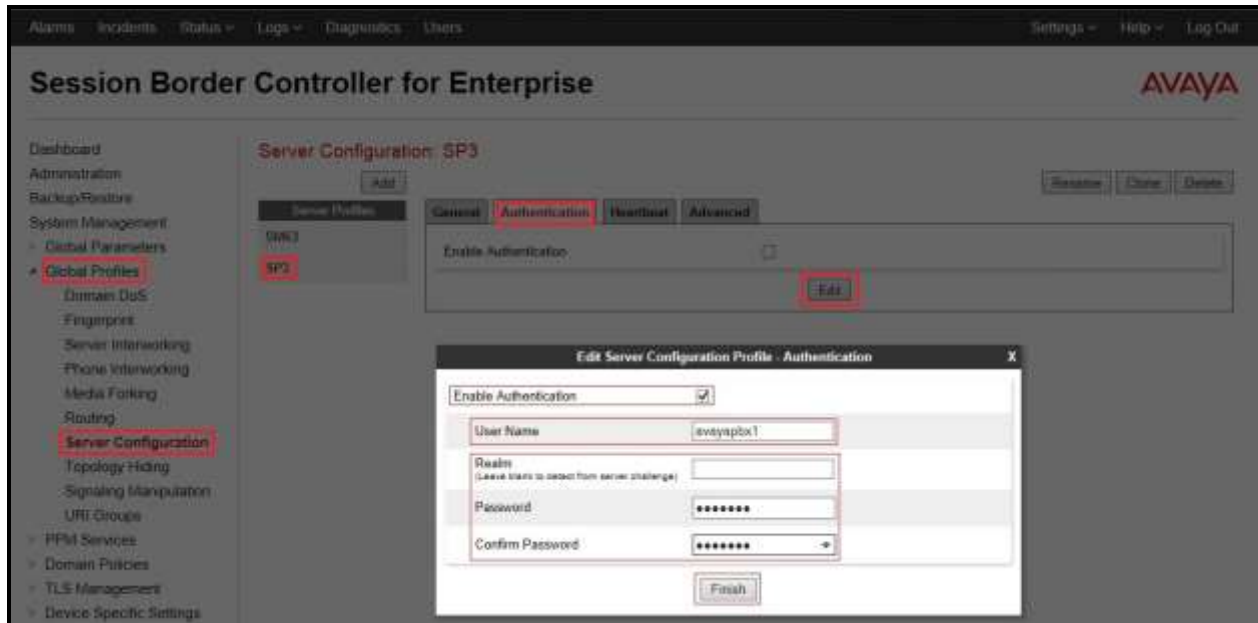 Alarms Incidents Status Logs Diagnostics Users Settings Help Log Out
Session Border Controller for Enterprise
AVAYA
Dashboard
Administration
Backup/Restore
System Management
Global Parameters
Global Profiles
Domain DoS
Fingerprint
Server Interworking
Phone Interworking
Media Forking
Routing
Server Configuration
Topology Hiding
Signaling Manipulation
URI Groups
PPM Services
Domain Policies
TLS Management
Device Specific Settings
Server Configuration: SP3
Add
Rename Clone Delete
Server Profiles
SP3
General Authentication Heartbeat Advanced
Enable Authentication
Edit
Edit Server Configuration Profile - Authentication X
Enable Authentication
User Name avayapbx1
Realm
(Leave blank to detect from server challenge)
Password •••••••
Confirm Password •••••••
Finish